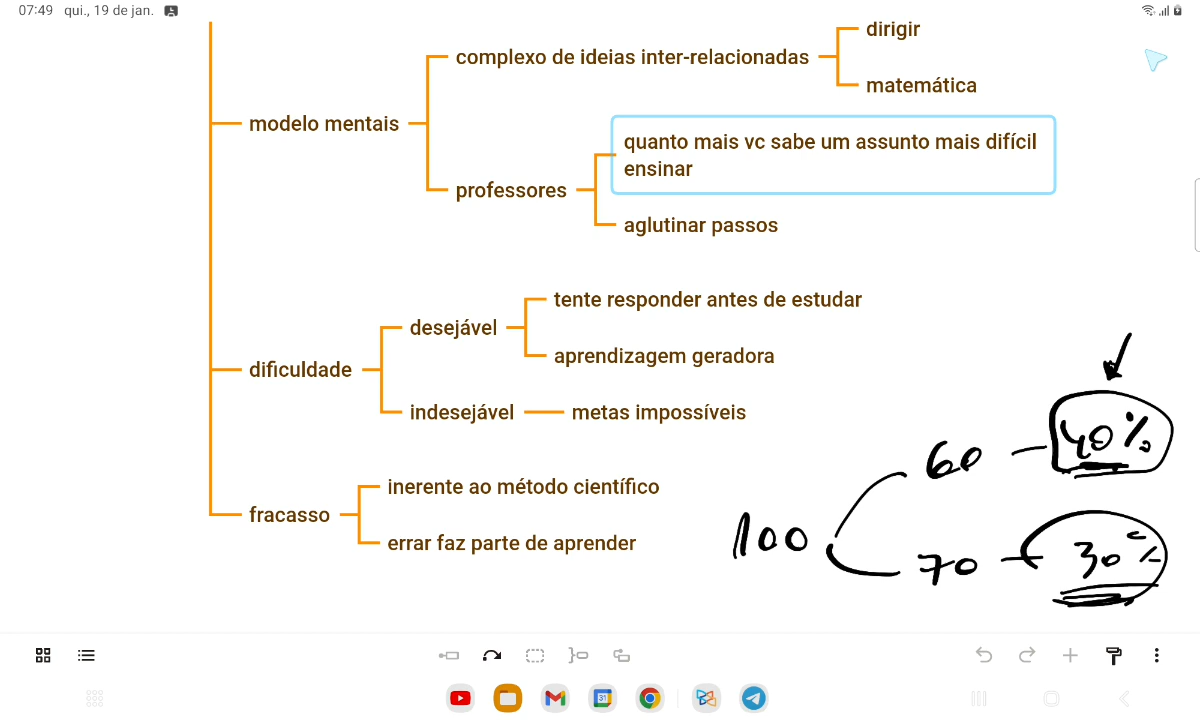 07:49 qui., 19 de jan.
dirigir
complexo de ideias inter-relacionadas
matemática
modelo mentais
quanto mais vc sabe um assunto mais difícil
ensinar
professores
aglutinar passos
tente responder antes de estudar
desejável
aprendizagem geradora
dificuldade
indesejável
metas impossíveis
inerente ao método científico
fracasso
errar faz parte de aprender
60 - 40%
100
70 - 30%
31